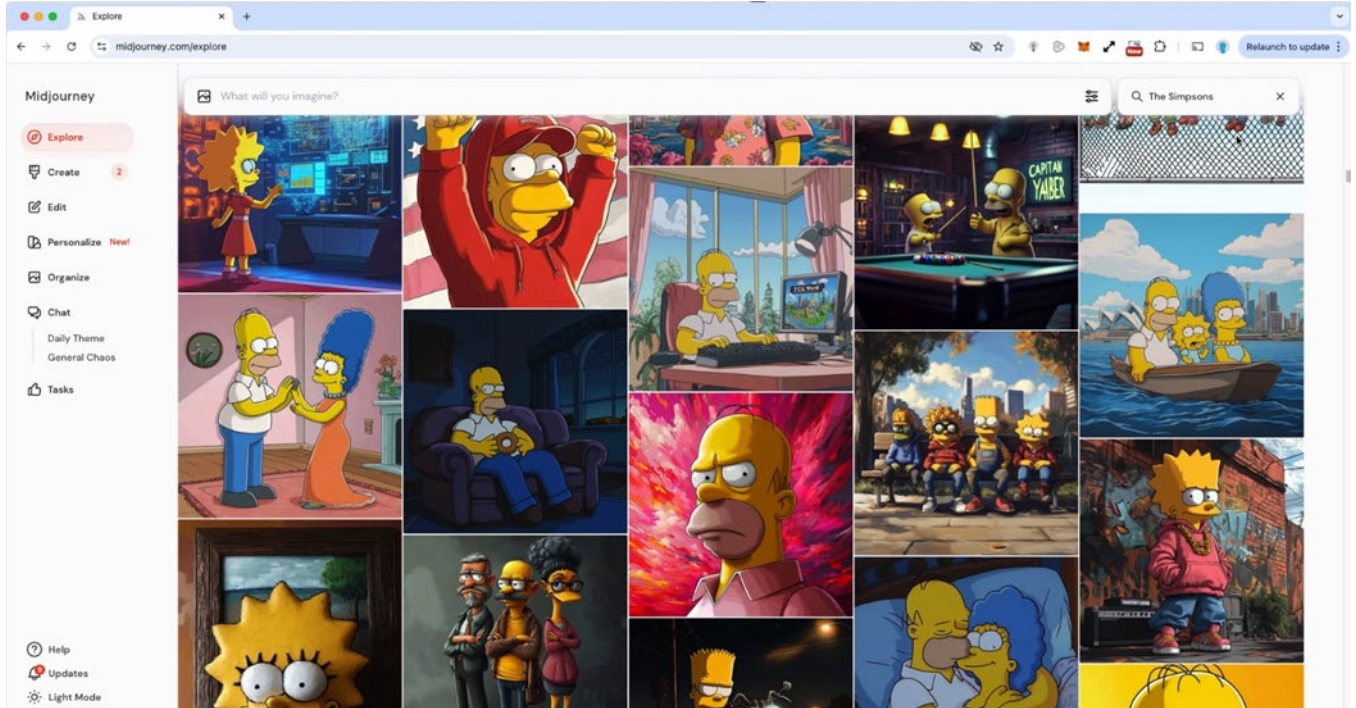 Explore
midjourney.com/explore
New
Relaunch to update
Midjourney
What will you imagine?
The Simpsons
Explore
Create 2
Edit
Personalize New!
Organize
Chat
Daily Theme
General Chaos
Tasks
Help
Updates
Light Mode
CAPITAN